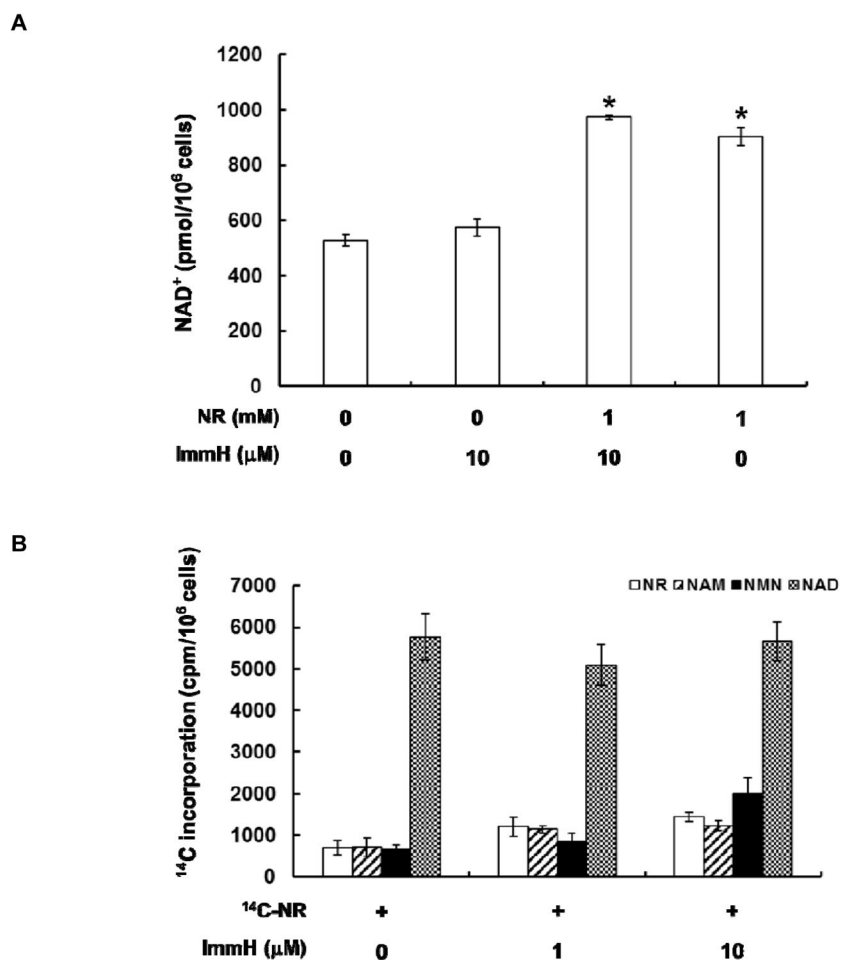 A
1200
1000
800
600
400
200
0
NAD⁺ (pmol/10⁶ cells)
* *
NR (mM) 0 0 1 1
ImmH (µM) 0 10 10 0
B
7000
6000
5000
4000
3000
2000
1000
0
¹⁴C incorporation (cpm/10⁶ cells)
NR NAM NMN NAD
¹⁴C-NR + + +
ImmH (µM) 0 1 10